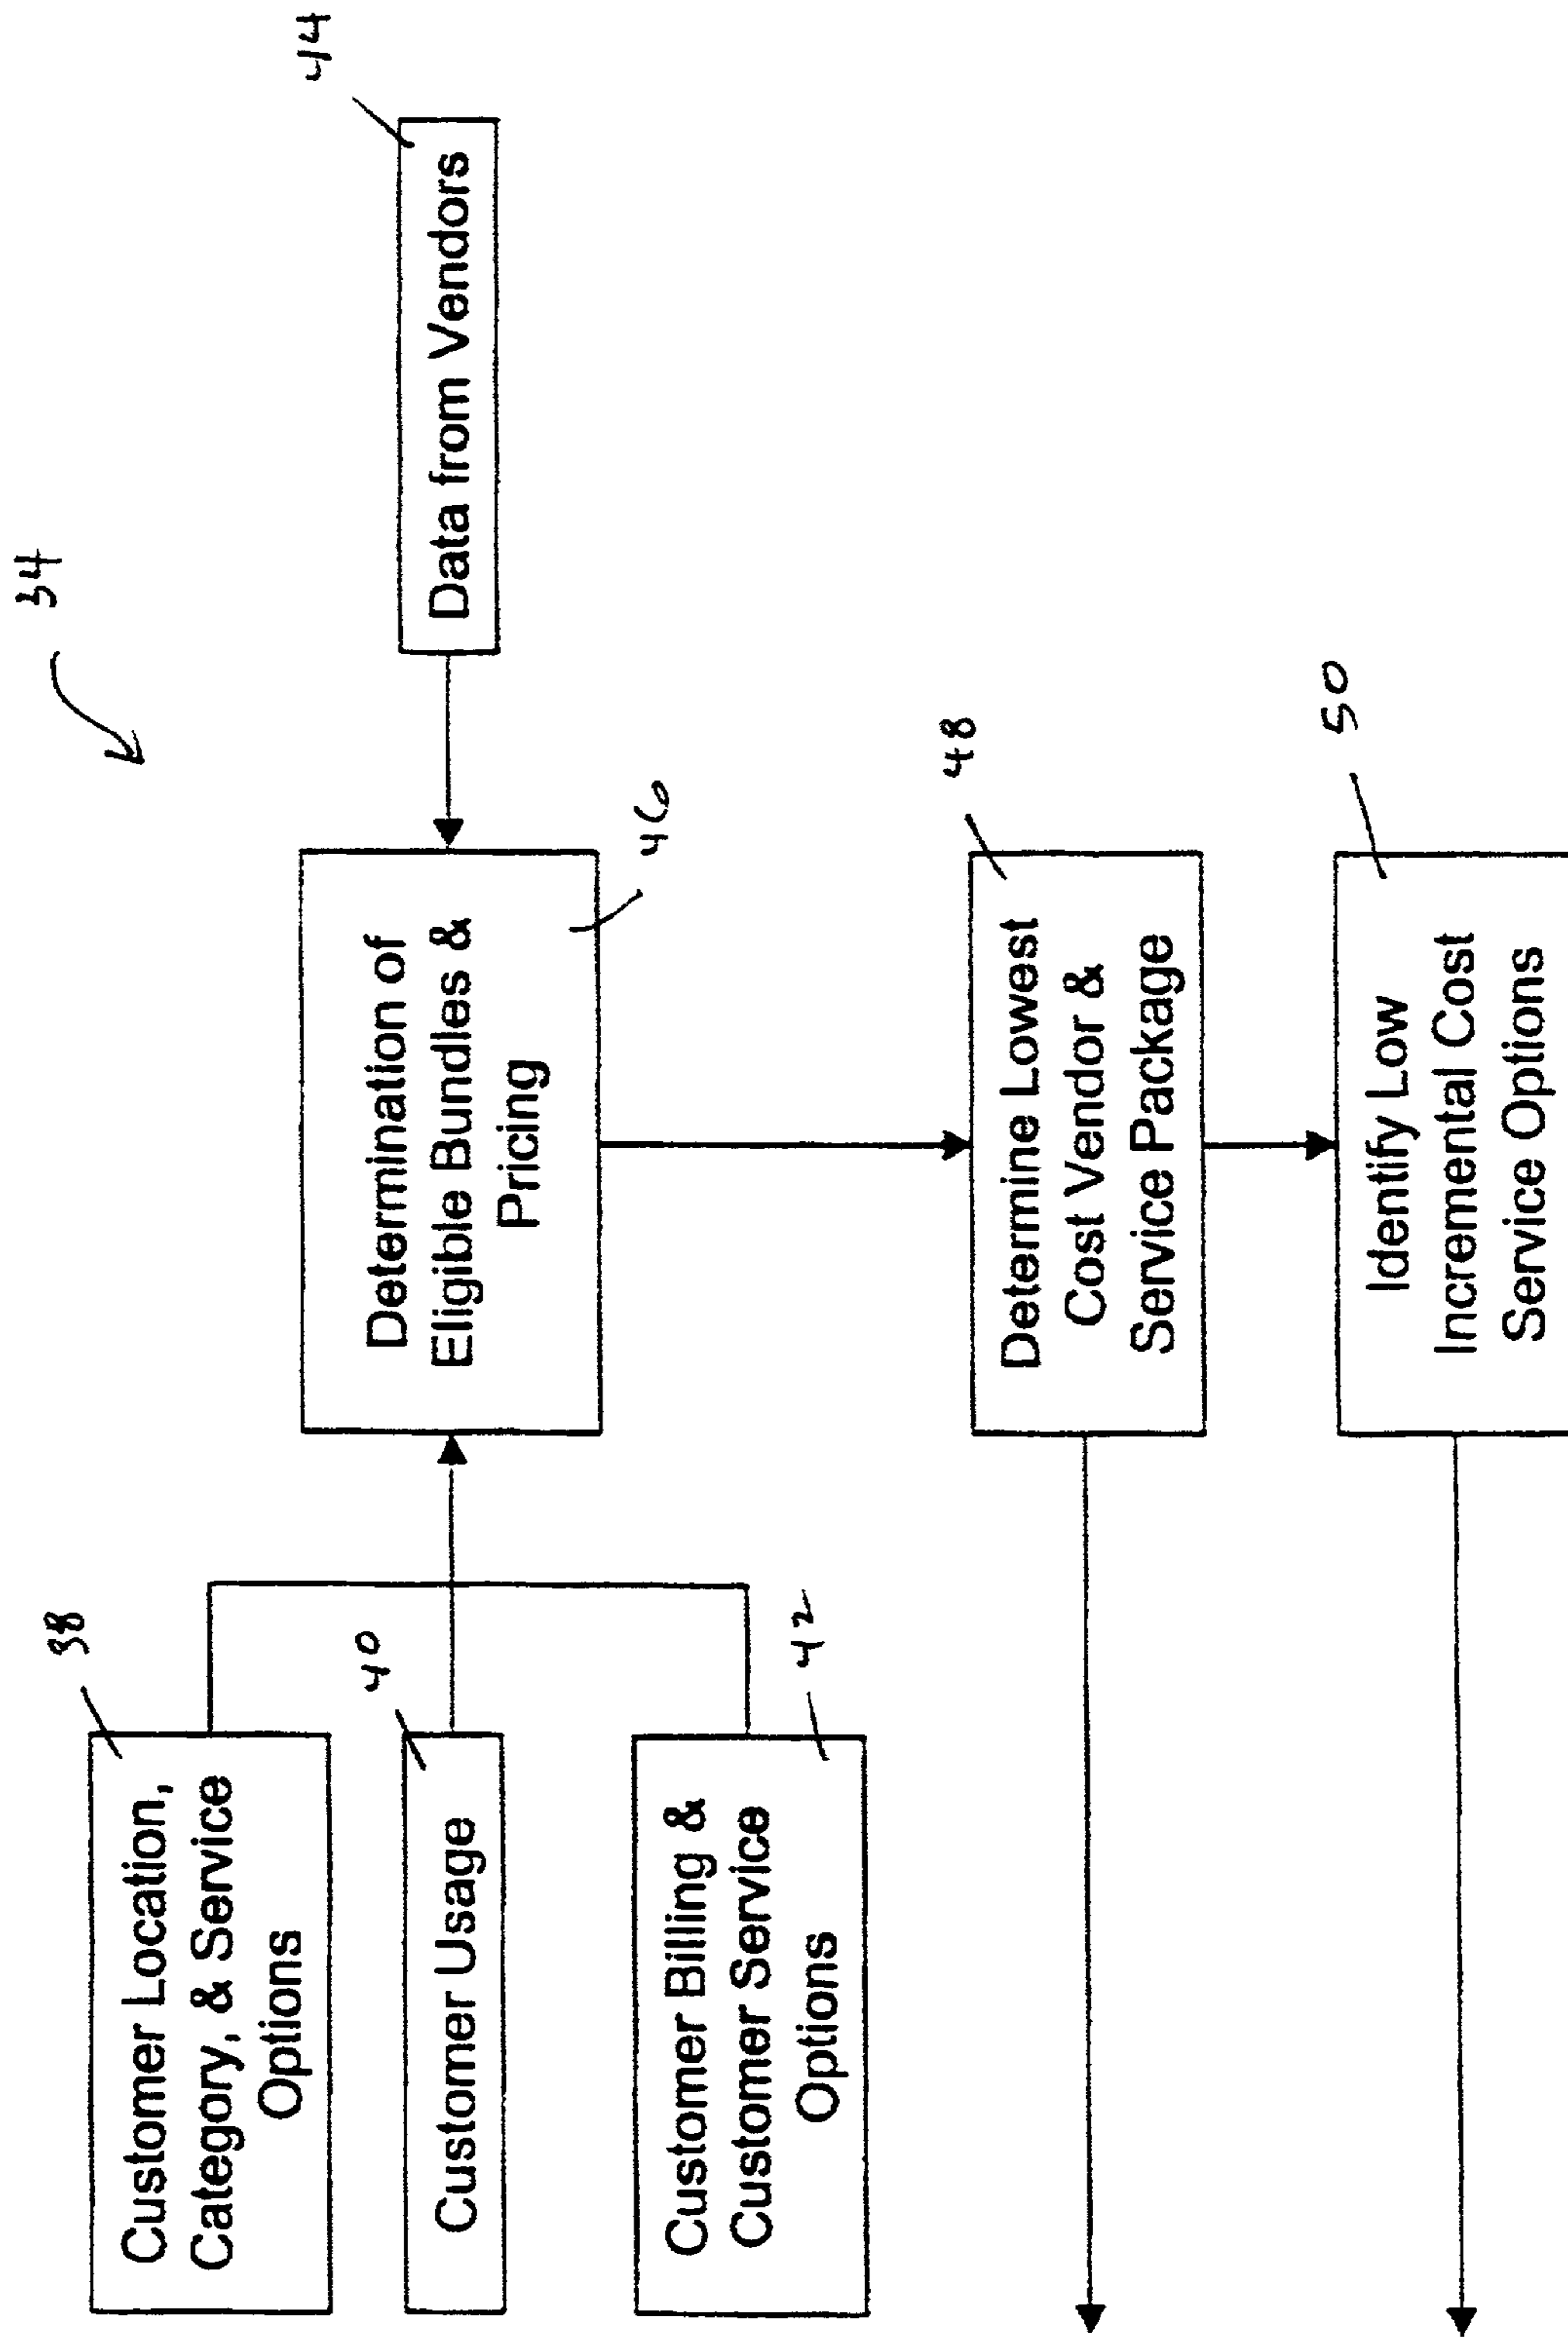 34
38
Customer Location,
Category, & Service
Options
40
Customer Usage
42
Customer Billing &
Customer Service
Options
46
Determination of
Eligible Bundles &
Pricing
44
Data from Vendors
48
Determine Lowest
Cost Vendor &
Service Package
50
Identify Low
Incremental Cost
Service Options